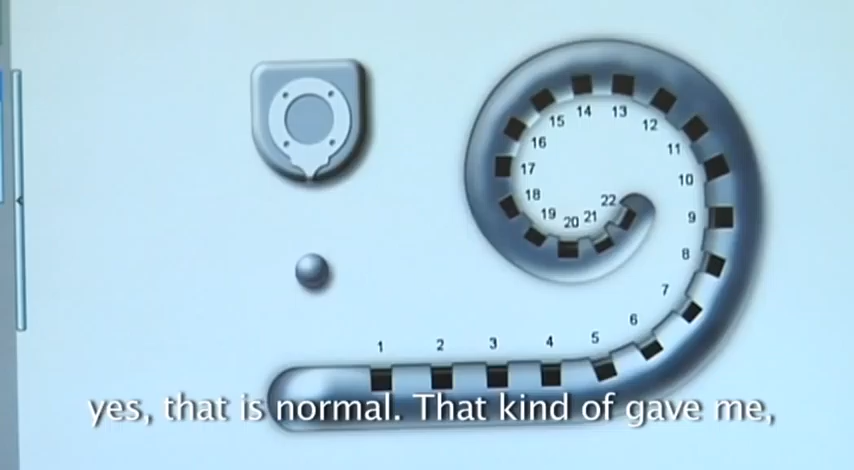 15 14 13 12
16 11
17 10
18 22
19 20 21 9
8
7
6
1 2 3 4 5
yes, that is normal. That kind of gave me,